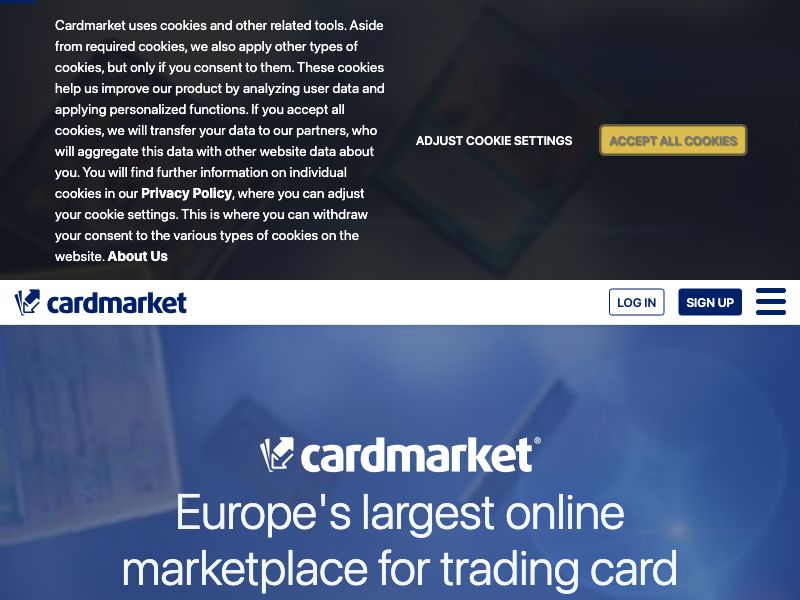 Cardmarket uses cookies and other related tools. Aside
from required cookies, we also apply other types of
cookies, but only if you consent to them. These cookies
help us improve our product by analyzing user data and
applying personalized functions. If you accept all
cookies, we will transfer your data to our partners, who
will aggregate this data with other website data about
you. You will find further information on individual
cookies in our Privacy Policy, where you can adjust
your cookie settings. This is where you can withdraw
your consent to the various types of cookies on the
website. About Us
ADJUST COOKIE SETTINGS
ACCEPT ALL COOKIES
cardmarket
LOG IN
SIGN UP
cardmarket®
Europe's largest online
marketplace for trading card